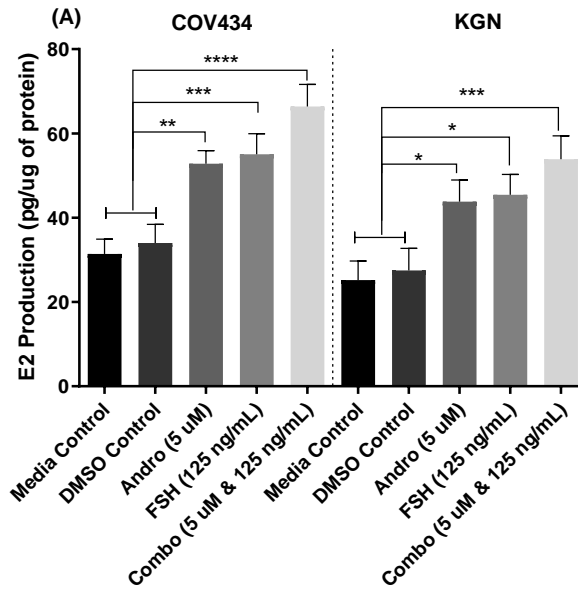 (A)
COV434
KGN
E2 Production (pg/ug of protein)
80
60
40
20
0
****
***
**
***
*
*
Media Control
DMSO Control
Andro (5 uM)
FSH (125 ng/mL)
Combo (5 uM & 125 ng/mL)
Media Control
DMSO Control
Andro (5 uM)
FSH (125 ng/mL)
Combo (5 uM & 125 ng/mL)